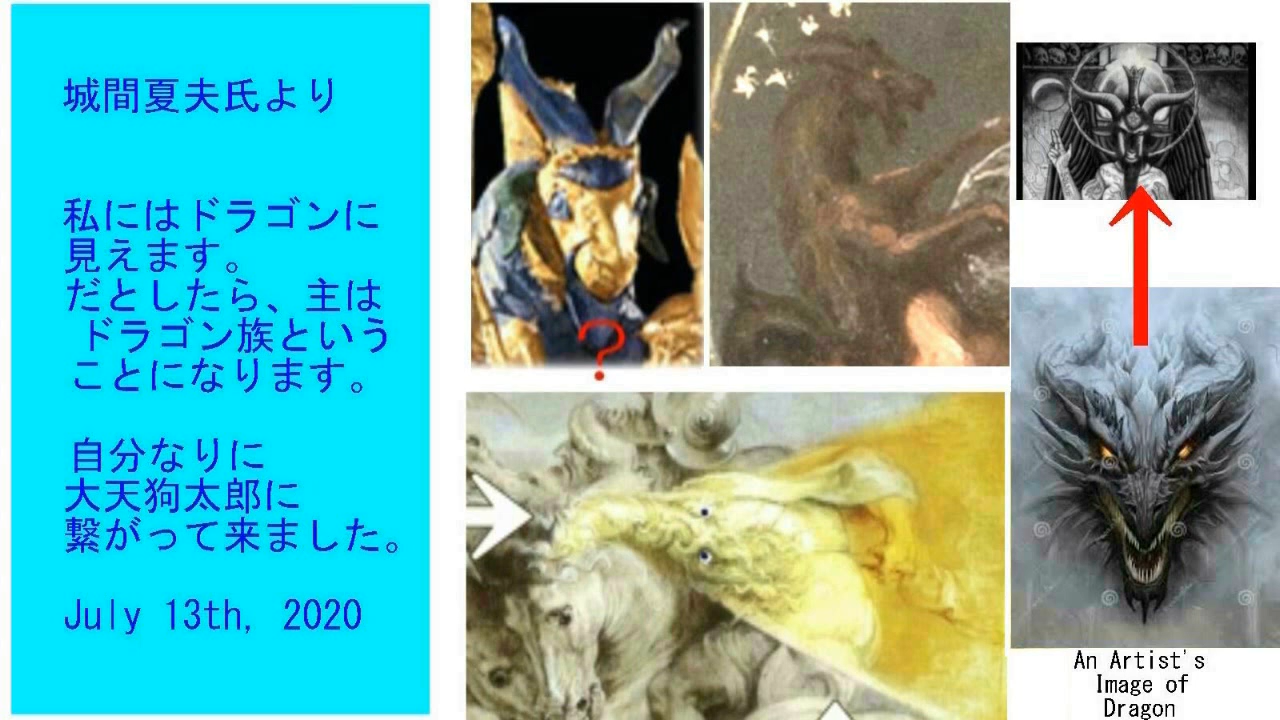 城間夏夫氏より
私にはドラゴンに
見えます。
だとしたら、主は
ドラゴン族という
ことになります。
自分なりに
大天狗太郎に
繋がって来ました。
July 13th, 2020
?
An Artist's
Image of
Dragon